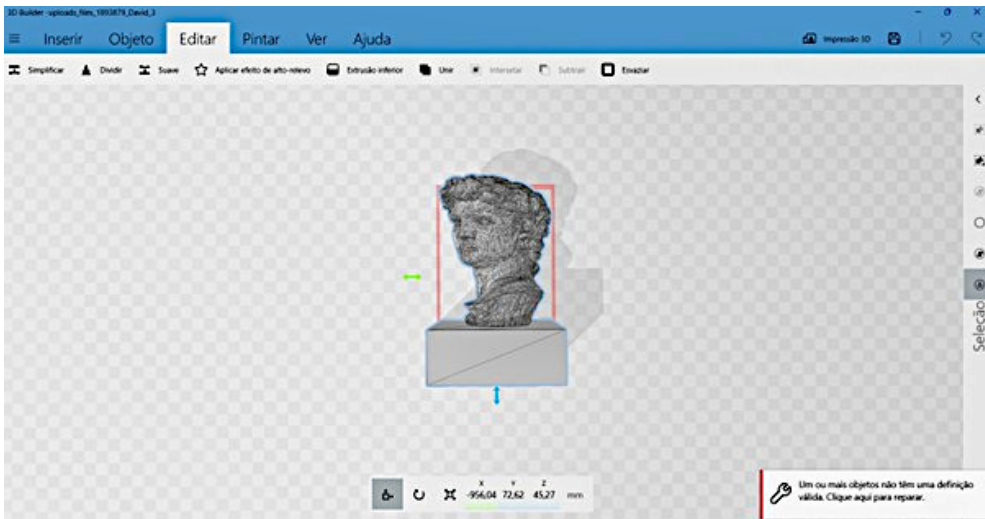 3D Builder -uploads_files_1893879_David_3
Inserir Objeto Editar Pintar Ver Ajuda Impressão 3D
Simplificar Dividir Suave Aplicar efeito de alto-relevo Extrusão inferior Unir Intersetar Subtrair Esvaziar
Seleção
X Y Z
-956,04 72,62 45,27 mm
Um ou mais objetos não têm uma definição
válida. Clique aqui para reparar.